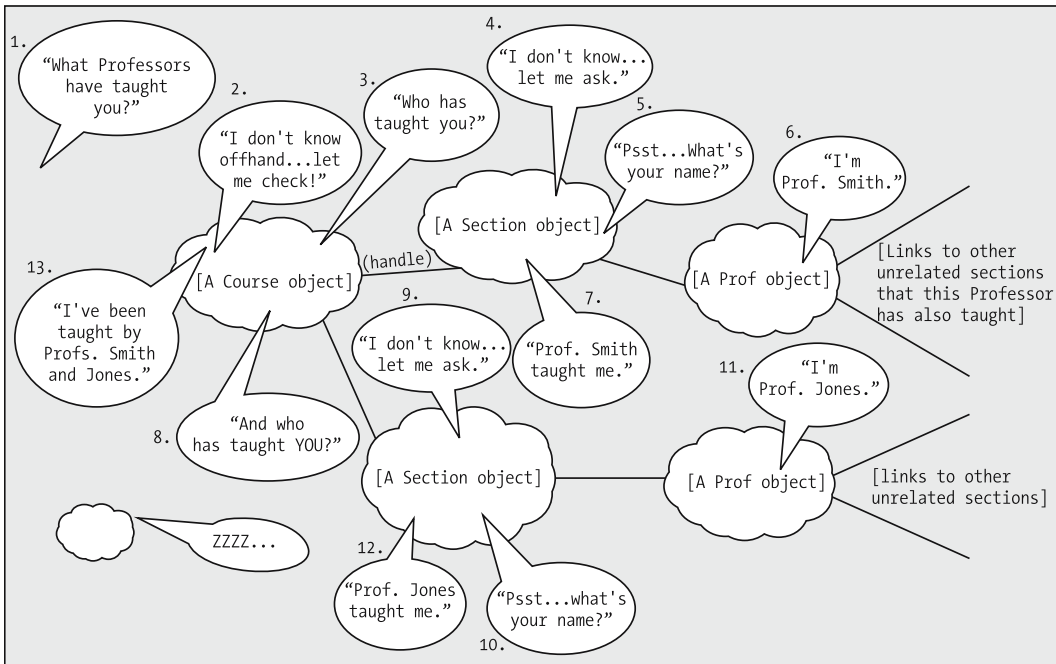 1.
“What Professors
have taught
you?”
2.
“I don't know
offhand...let
me check!”
3.
“Who has
taught you?”
4.
“I don't know...
let me ask.”
5.
“Psst...What's
your name?”
6.
“I'm
Prof. Smith.”
[A Section object]
[A Course object]
(handle)
[A Prof object]
[Links to other
unrelated sections
that this Professor
has also taught]
7.
“Prof. Smith
taught me.”
8.
“And who
has taught YOU?”
9.
“I don't know...
let me ask.”
[A Section object]
10.
“Psst...what's
your name?”
11.
“I'm
Prof. Jones.”
[A Prof object]
[links to other
unrelated sections]
12.
“Prof. Jones
taught me.”
13.
“I've been
taught by
Profs. Smith
and Jones.”
ZZZZ...